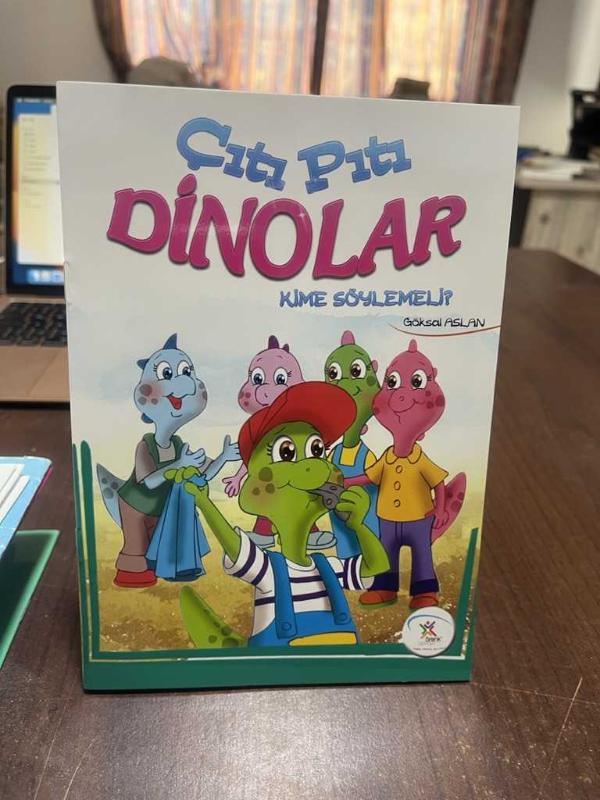 Çıtı Pıtı
DİNOLAR
KİME SÖYLEMELİ?
Göksal ASLAN